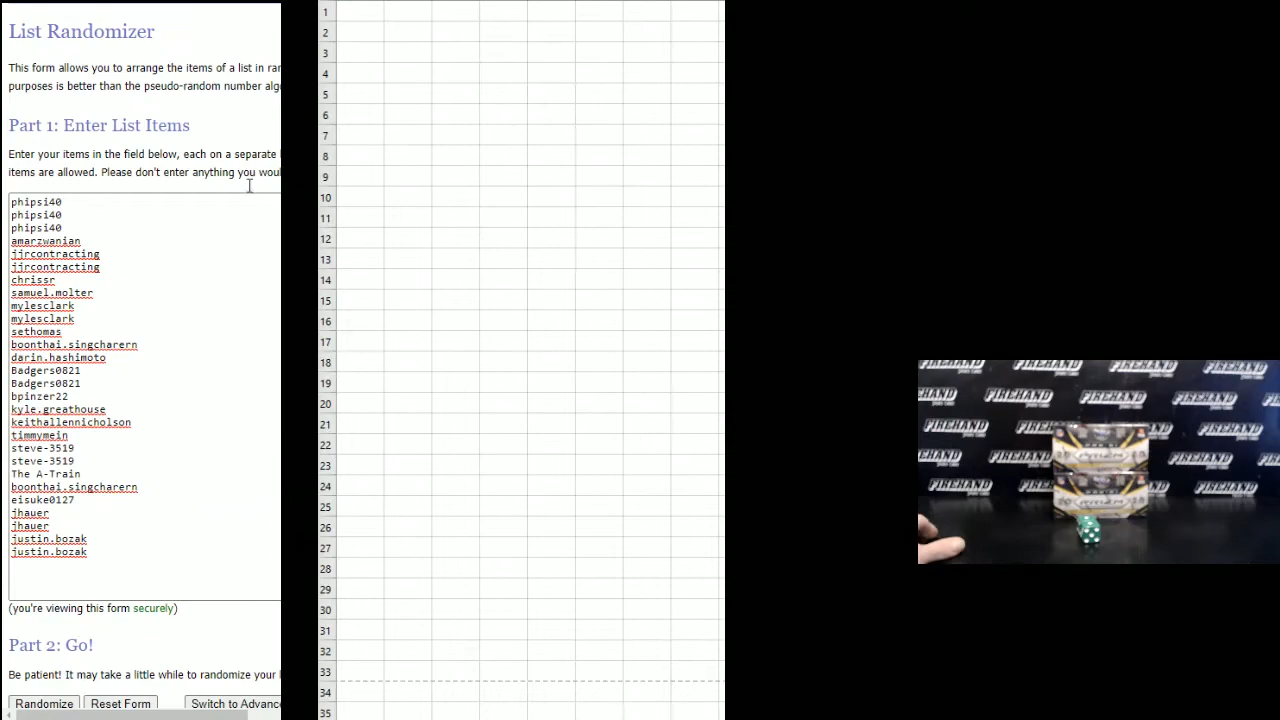 List Randomizer
This form allows you to arrange the items of a list in
purposes is better than the pseudo-random number
Part 1: Enter List Items
Enter your items in the field below, each on a separate
items are allowed. Please don't enter anything you
phipsi40
phipsi40
phipsi40
amarzwanian
jjrcontracting
jjrcontracting
chrissr
samuel.molter
mylesclark
mylesclark
sethomas
boonthai.singcharern
darin.hashimoto
Badgers0821
Badgers0821
bpinzer22
kyle.greathouse
keithallennicholson
timmymein
steve-3519
steve-3519
The A-Train
boonthai.singcharern
eisuke0127
jhauer
jhauer
justin.bozak
justin.bozak
(you're viewing this form securely)
Part 2: Go!
Be patient! It may take a little while to randomize your
Randomize Reset Form Switch to
1
2
3
4
5
6
7
8
9
10
11
12
13
14
15
16
17
18
19
20
21
22
23
24
25
26
27
28
29
30
31
32
33
34
35
FIREHAND
FIREHAND
FIREHAND
FIREHAND
FIREHAND
FIREHAND
PRIZM